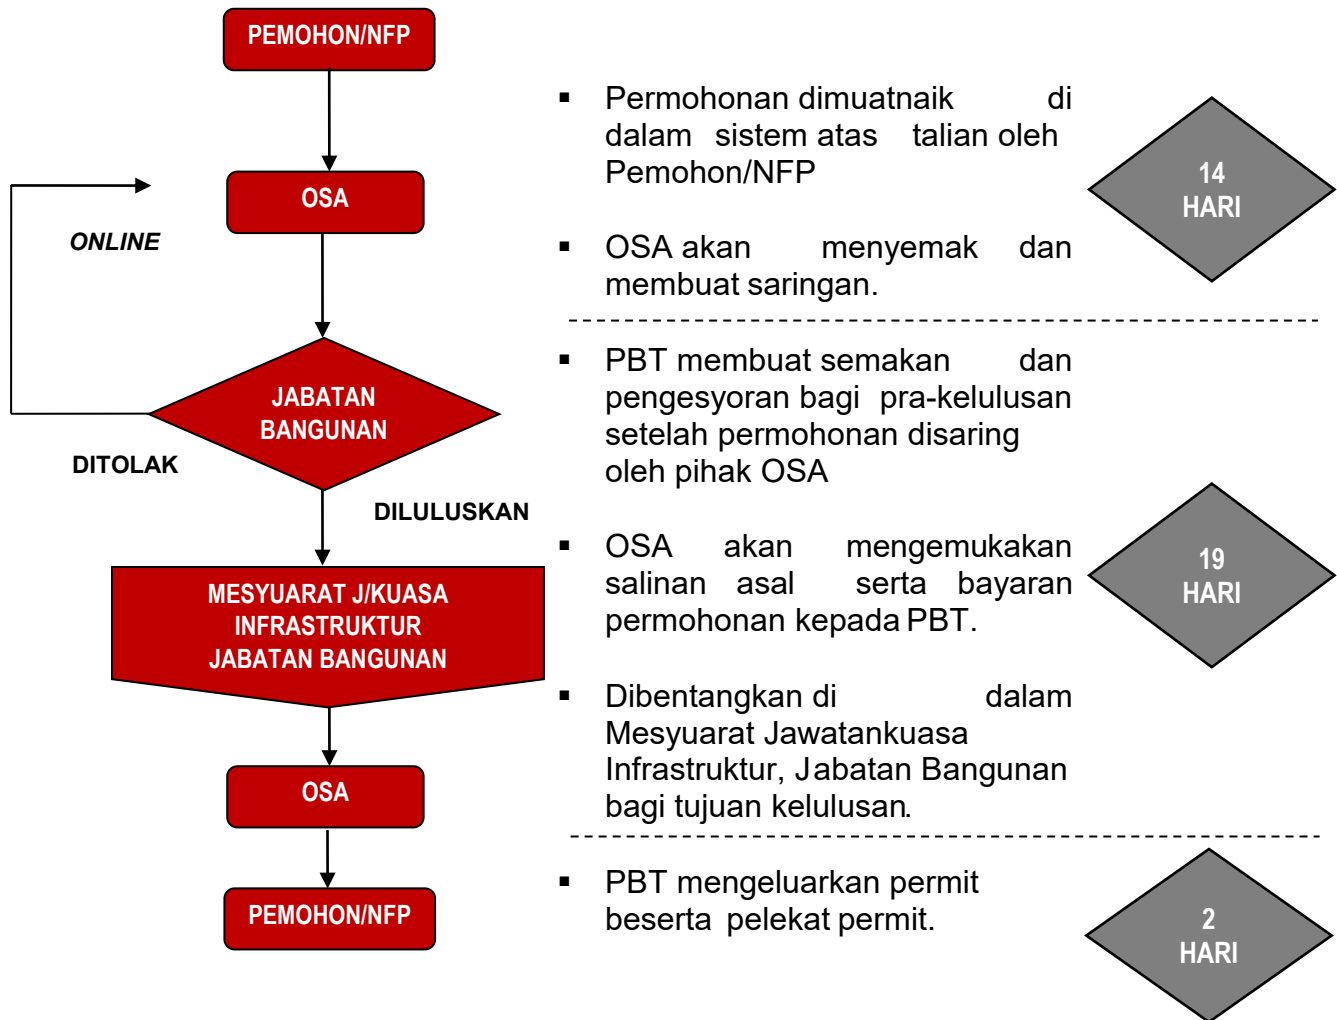 PEMOHON/NFP
OSA
ONLINE
JABATAN
BANGUNAN
DITOLAK
DILULUSKAN
MESYUARAT J/KUASA
INFRASTRUKTUR
JABATAN BANGUNAN
OSA
PEMOHON/NFP
▪ Permohonan dimuatnaik di
dalam sistem atas talian oleh
Pemohon/NFP
▪ OSA akan menyemak dan
membuat saringan.
14
HARI
▪ PBT membuat semakan dan
pengesyoran bagi pra-kelulusan
setelah permohonan disaring
oleh pihak OSA
▪ OSA akan mengemukakan
salinan asal serta bayaran
permohonan kepada PBT.
▪ Dibentangkan di dalam
Mesyuarat Jawatankuasa
Infrastruktur, Jabatan Bangunan
bagi tujuan kelulusan.
19
HARI
▪ PBT mengeluarkan permit
beserta pelekat permit.
2
HARI